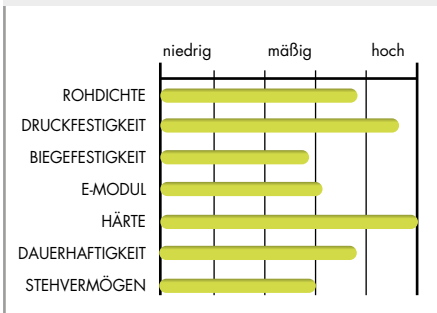 niedrig mäßig hoch
ROHDICHTE
DRUCKFESTIGKEIT
BIEGEFESTIGKEIT
E-MODUL
HÄRTE
DAUERHAFTIGKEIT
STEHVERMÖGEN